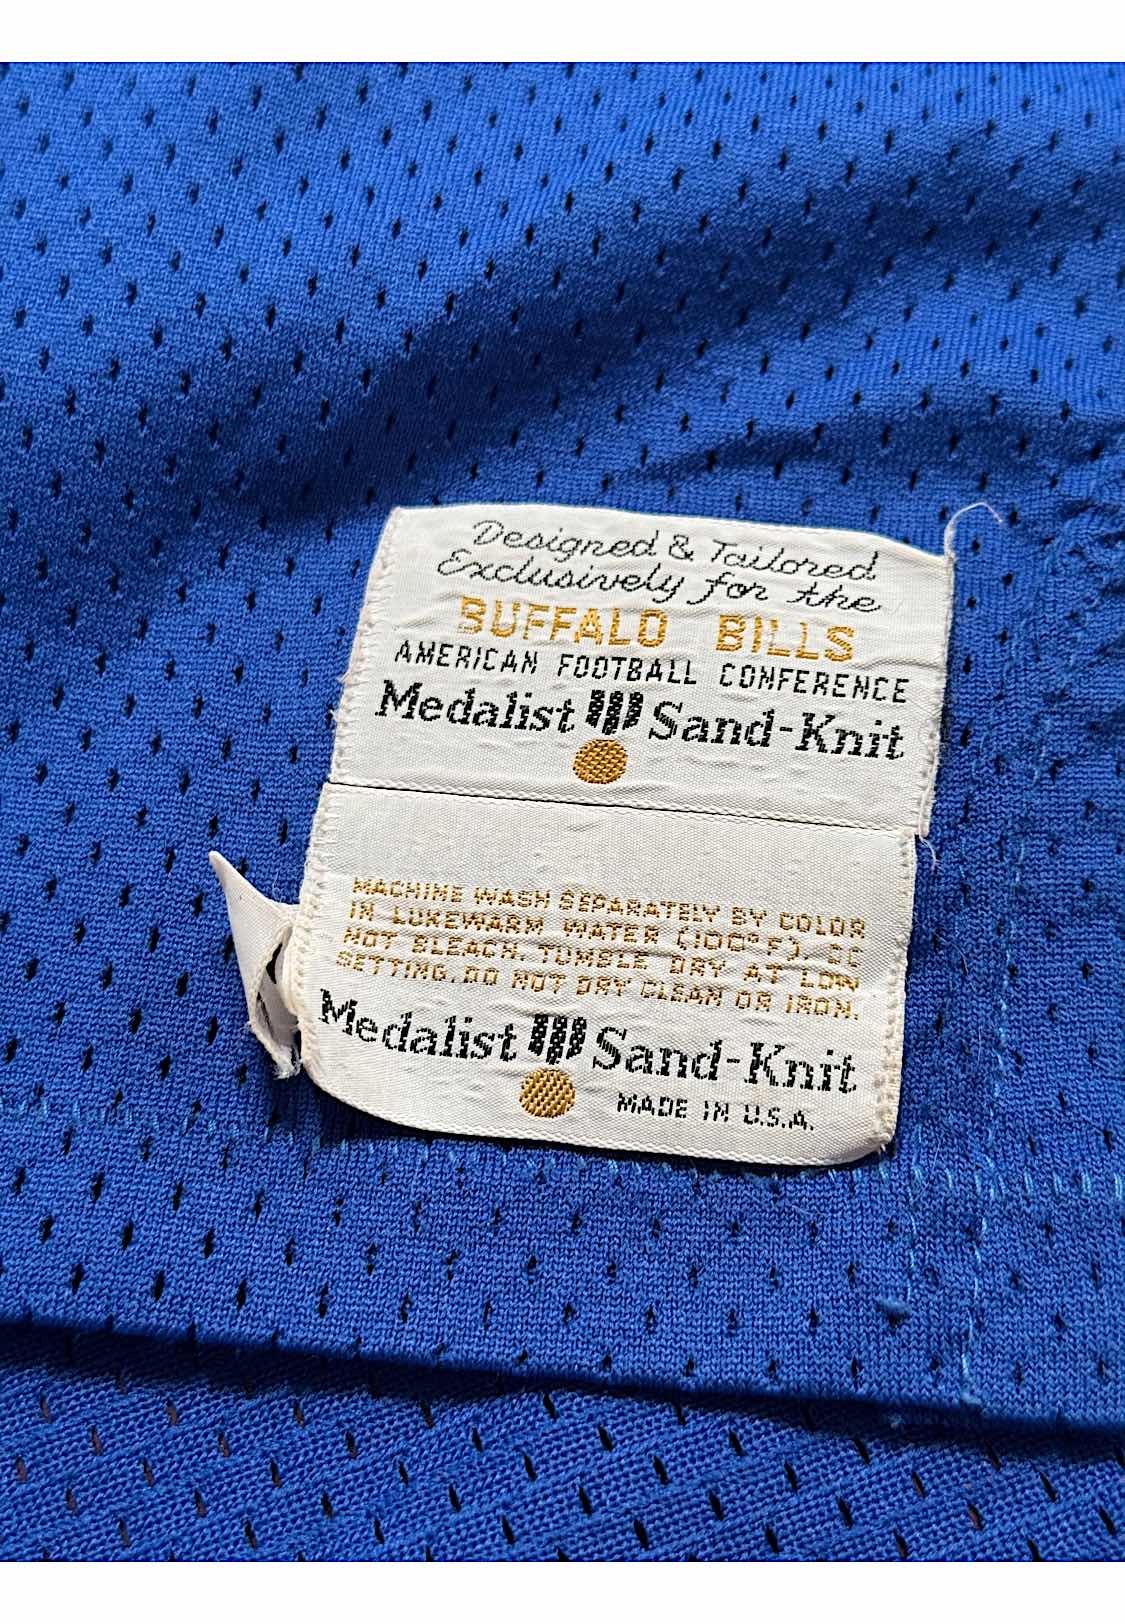 Designed & Tailored
Exclusively for the
BUFFALO BILLS
AMERICAN FOOTBALL CONFERENCE
Medalist Sand-Knit
MACHINE WASH SEPARATELY BY COLOR
IN LUKEWARM WATER (100°F). DO
NOT BLEACH. TUMBLE DRY AT LOW
SETTING. DO NOT DRY CLEAN OR IRON.
Medalist Sand-Knit
MADE IN U.S.A.